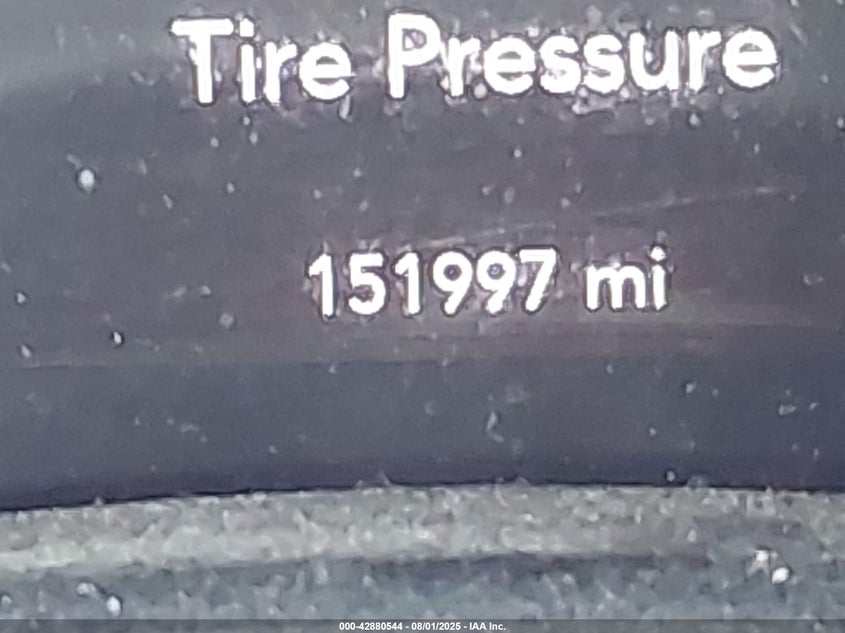 Tire Pressure
151997 mi
000-42880544 - 08/01/2025 - IAA Inc.